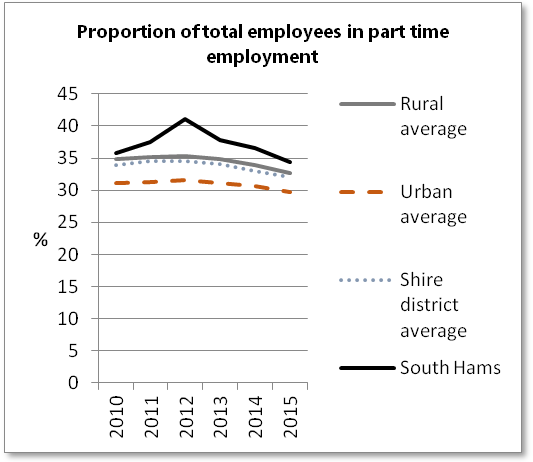 Proportion of total employees in part time
employment
45
40
35
30
25
20
15
10
5
0
%
2010
2011
2012
2013
2014
2015
Rural
average
Urban
average
Shire
district
average
South Hams